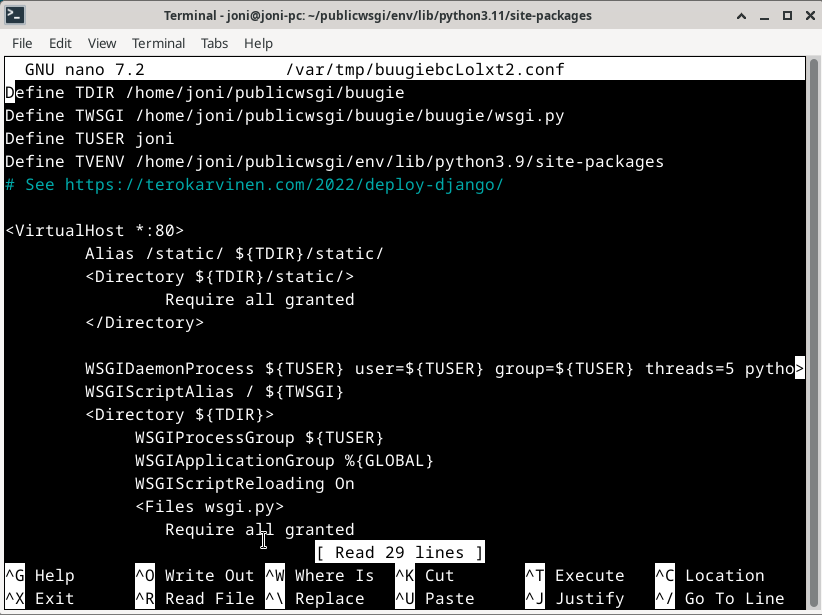 Terminal - joni@joni-pc: ~/publicwsgi/env/lib/python3.11/site-packages
File Edit View Terminal Tabs Help
GNU nano 7.2 /var/tmp/buugiebcLolxt2.conf
Define TDIR /home/joni/publicwsgi/buugie
Define TWSGI /home/joni/publicwsgi/buugie/buugie/wsgi.py
Define TUSER joni
Define TVENV /home/joni/publicwsgi/env/lib/python3.9/site-packages
# See https://terokarvinen.com/2022/deploy-django/
<VirtualHost *:80>
Alias /static/ ${TDIR}/static/
<Directory ${TDIR}/static/>
Require all granted
</Directory>
WSGIDaemonProcess ${TUSER} user=${TUSER} group=${TUSER} threads=5 pytho>
WSGIScriptAlias / ${TWSGI}
<Directory ${TDIR}>
WSGIProcessGroup ${TUSER}
WSGIApplicationGroup %{GLOBAL}
WSGIScriptReloading On
<Files wsgi.py>
Require all granted
[ Read 29 lines ]
^G Help ^O Write Out ^W Where Is ^K Cut ^T Execute ^C Location
^X Exit ^R Read File ^\ Replace ^U Paste ^J Justify ^/ Go To Line